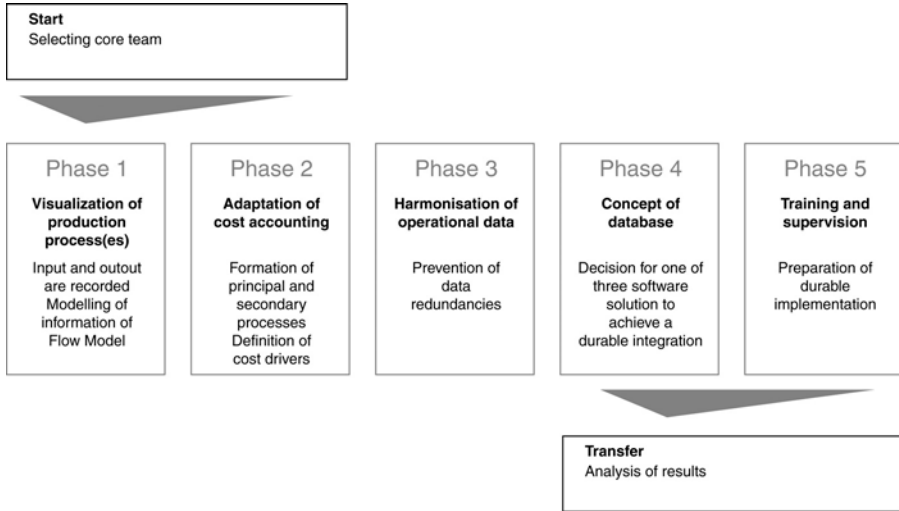 Start
Selecting core team
Phase 1
Visualization of
production
process(es)
Input and outout
are recorded
Modelling of
information of
Flow Model
Phase 2
Adaptation of
cost accounting
Formation of
principal and
secondary
processes
Definition of
cost drivers
Phase 3
Harmonisation of
operational data
Prevention of
data
redundancies
Phase 4
Concept of
database
Decision for one of
three software
solution to
achieve a
durable integration
Phase 5
Training and
supervision
Preparation of
durable
implementation
Transfer
Analysis of results